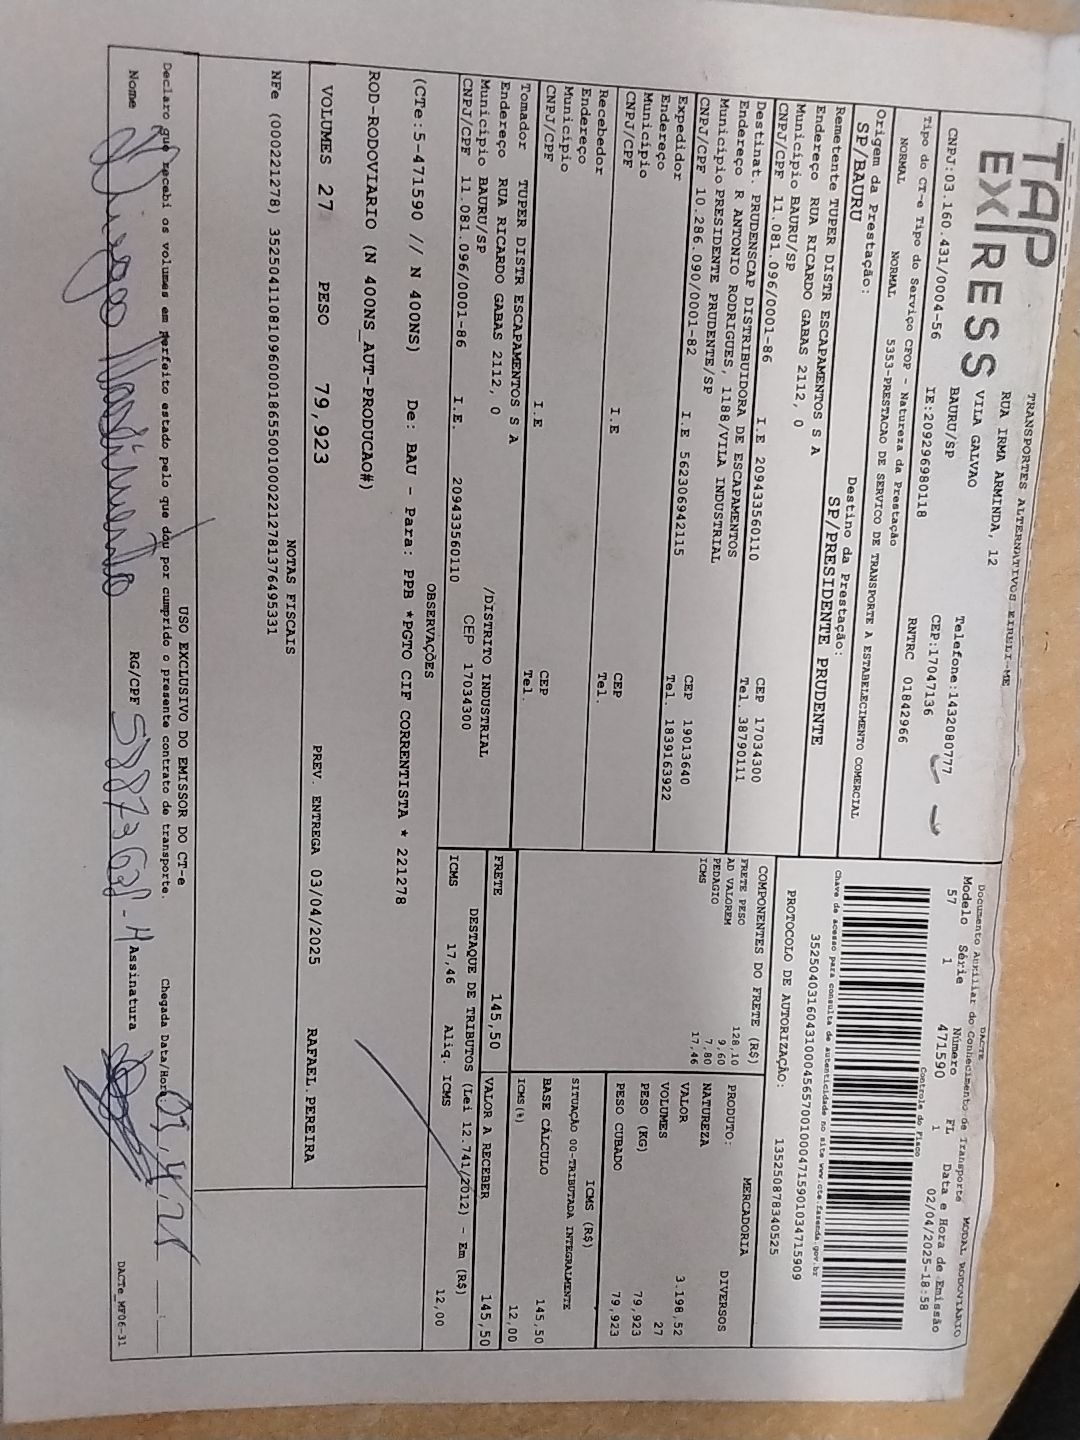 TAP EXPRESS
TRANSPORTES ALTERNATIVOS EIRELI-ME
RUA IRMA ARMINDA, 12
VILA GALVAO
BAURU/SP
Telefone:1432080777
CNPJ:03.160.431/0004-56 IE:209296980118 CEP:17047136
Tipo do CT-e Tipo do Serviço CFOP - Natureza da Prestação RNTRC 01842966
NORMAL NORMAL 5353-PRESTACAO DE SERVICO DE TRANSPORTE A ESTABELECIMENTO COMERCIAL
Origem da Prestação: Destino da Prestação:
SP/BAURU SP/PRESIDENTE PRUDENTE
Remetente TUPER DISTR ESCAPAMENTOS S A
Endereço RUA RICARDO GABAS 2112, 0
Município BAURU/SP CEP 17034300
CNPJ/CPF 11.081.096/0001-86 I.E 209433560110 Tel. 38790111
Destinat. PRUDENSCAP DISTRIBUIDORA DE ESCAPAMENTOS
Endereço R ANTONIO RODRIGUES, 1188/VILA INDUSTRIAL
Município PRESIDENTE PRUDENTE/SP CEP 19013640
CNPJ/CPF 10.286.090/0001-82 I.E 562306942115 Tel. 1839163922
Expedidor
Endereço
Município CEP
CNPJ/CPF I.E Tel.
Recebedor
Endereço
Município CEP
CNPJ/CPF I.E Tel.
Tomador TUPER DISTR ESCAPAMENTOS S A
Endereço RUA RICARDO GABAS 2112, 0 /DISTRITO INDUSTRIAL
Município BAURU/SP CEP 17034300
CNPJ/CPF 11.081.096/0001-86 I.E. 209433560110
DACTE MODAL RODOVIÁRIO
Documento Auxiliar do Conhecimento de Transporte
Modelo Série Número FL Data e Hora de Emissão
57 1 471590 1 02/04/2025-18:58
Controle do Fisco
Chave de acesso para consulta de autenticidade no site www.cte.fazenda.gov.br
35250403160431000456570010004715901034715909
PROTOCOLO DE AUTORIZAÇÃO: 135250878340525
COMPONENTES DO FRETE (R$)
FRETE PESO 128,10
AD VALOREM 9,60
PEDAGIO 7,80
ICMS 17,46
MERCADORIA
PRODUTO: DIVERSOS
NATUREZA
VALOR 3.198,52
VOLUMES 27
PESO (KG) 79,923
PESO CUBADO 79,923
ICMS (R$)
SITUAÇÃO 00-TRIBUTADA INTEGRALMENTE
BASE CÁLCULO 145,50
ICMS(%) 12,00
FRETE 145,50 VALOR A RECEBER 145,50
DESTAQUE DE TRIBUTOS (Lei 12.741/2012) - Em (R$)
ICMS 17,46 Aliq. ICMS 12,00
OBSERVAÇÕES
(CTe:5-471590 // N 400NS) De: BAU - Para: PPB *PGTO CIF CORRENTISTA * 221278
ROD-RODOVIARIO (N 400NS_AUT-PRODUCAO#)
VOLUMES 27 PESO 79,923 PREV. ENTREGA 03/04/2025 RAFAEL.PEREIRA
NOTAS FISCAIS
NFe (000221278) 35250411081096000186550010002212781376495331
USO EXCLUSIVO DO EMISSOR DO CT-e
Declaro que recebi os volumes em perfeito estado pelo que dou por cumprido o presente contrato de transporte. Chegada Data/Hora
Nome RG/CPF Assinatura
DACTe_MF06-31